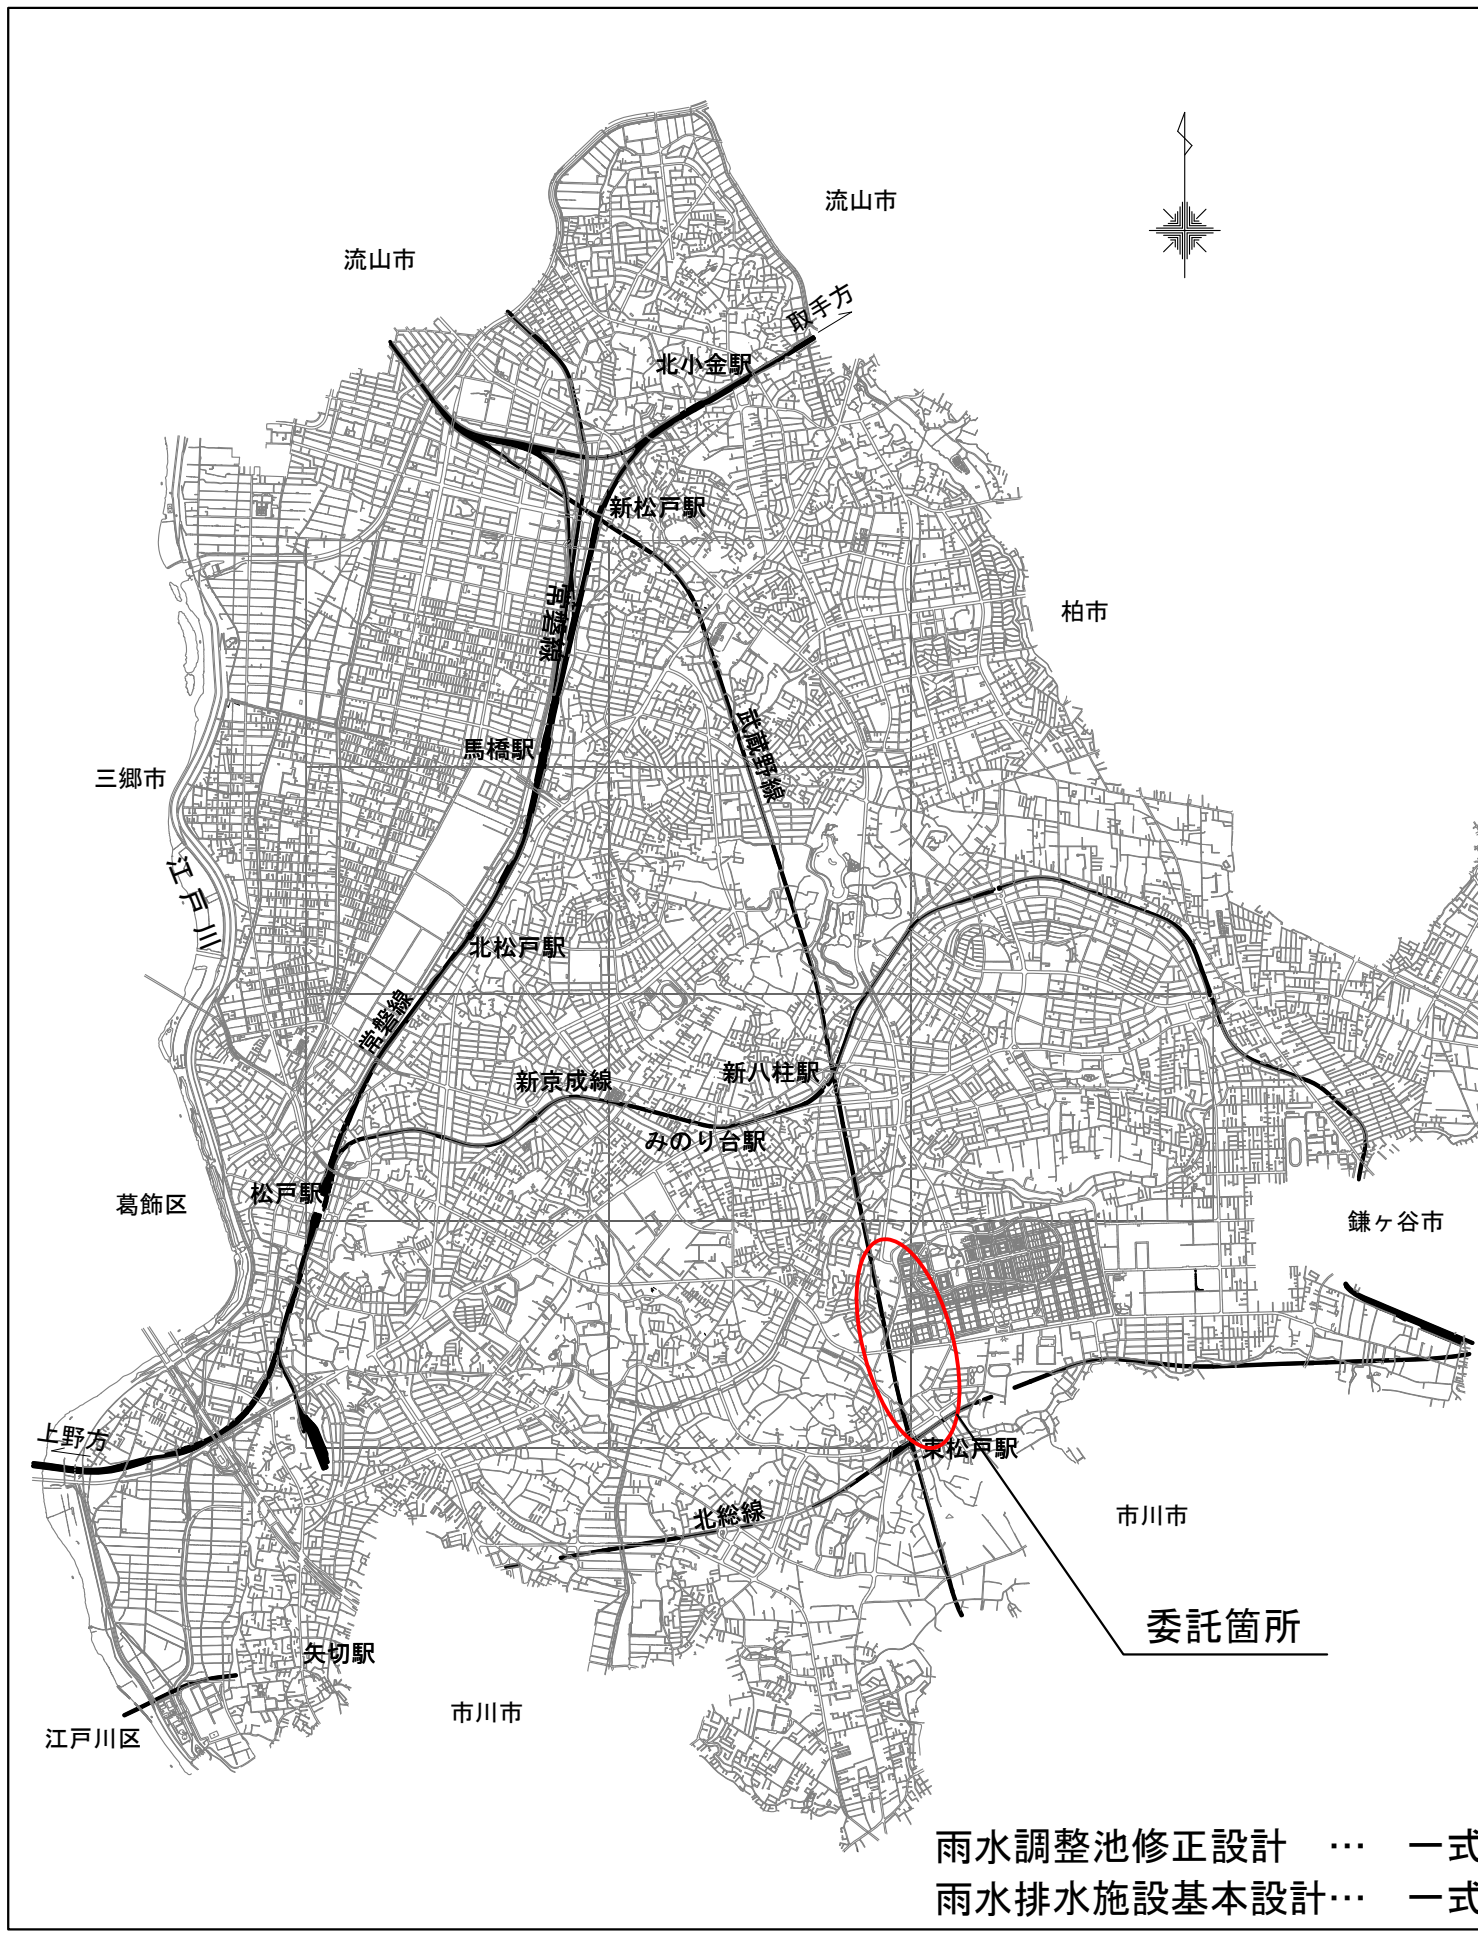 流山市
流山市
取手方
北小金駅
新松戸駅
常磐線
柏市
武蔵野線
馬橋駅
三郷市
江戸川
北松戸駅
常磐線
新八柱駅
新京成線
みのり台駅
松戸駅
葛飾区
鎌ヶ谷市
上野方
東松戸駅
北総線
市川市
委託箇所
矢切駅
市川市
江戸川区
雨水調整池修正設計 … 一式
雨水排水施設基本設計… 一式